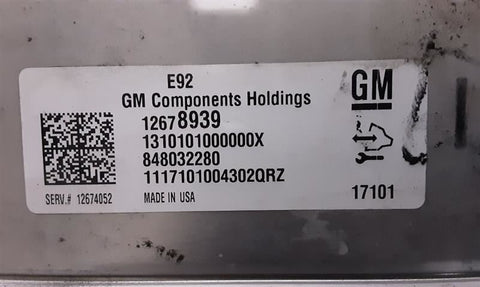 E92
GM Components Holdings
GM
12678939
1310101000000X
848032280
1117101004302QRZ
SERV.# 12674052
MADE IN USA
17101